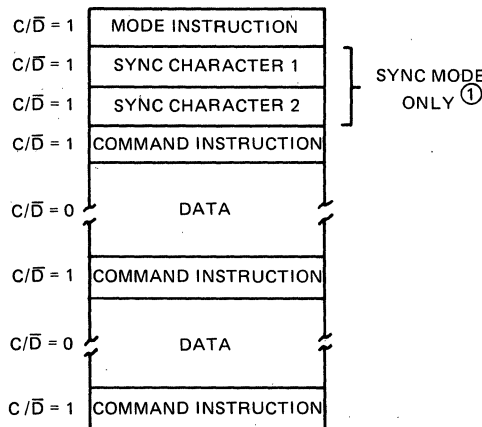 C/D̅ = 1 MODE INSTRUCTION
C/D̅ = 1 SYNC CHARACTER 1
C/D̅ = 1 SYNC CHARACTER 2
SYNC MODE
ONLY ①
C/D̅ = 1 COMMAND INSTRUCTION
C/D̅ = 0 DATA
C/D̅ = 1 COMMAND INSTRUCTION
C/D̅ = 0 DATA
C/D̅ = 1 COMMAND INSTRUCTION